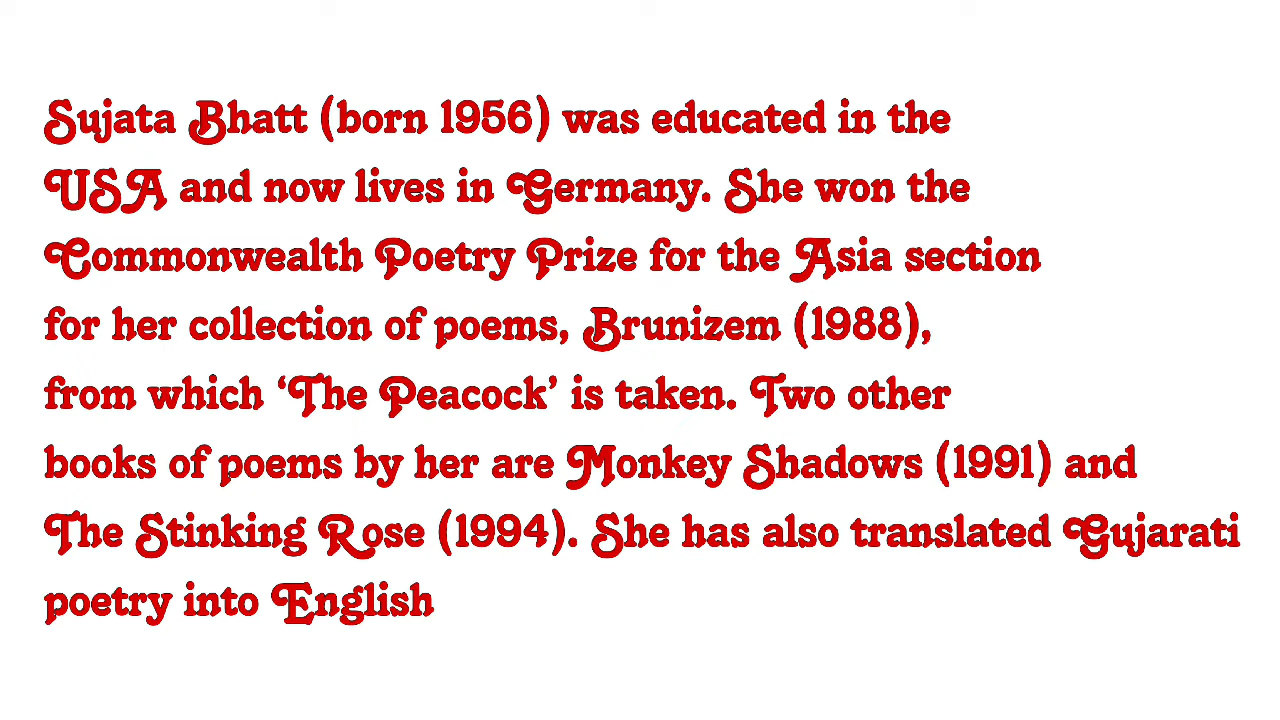 Sujata Bhatt (born 1956) was educated in the
USA and now lives in Germany. She won the
Commonwealth Poetry Prize for the Asia section
for her collection of poems, Brunizem (1988),
from which ‘The Peacock’ is taken. Two other
books of poems by her are Monkey Shadows (1991) and
The Stinking Rose (1994). She has also translated Gujarati
poetry into English